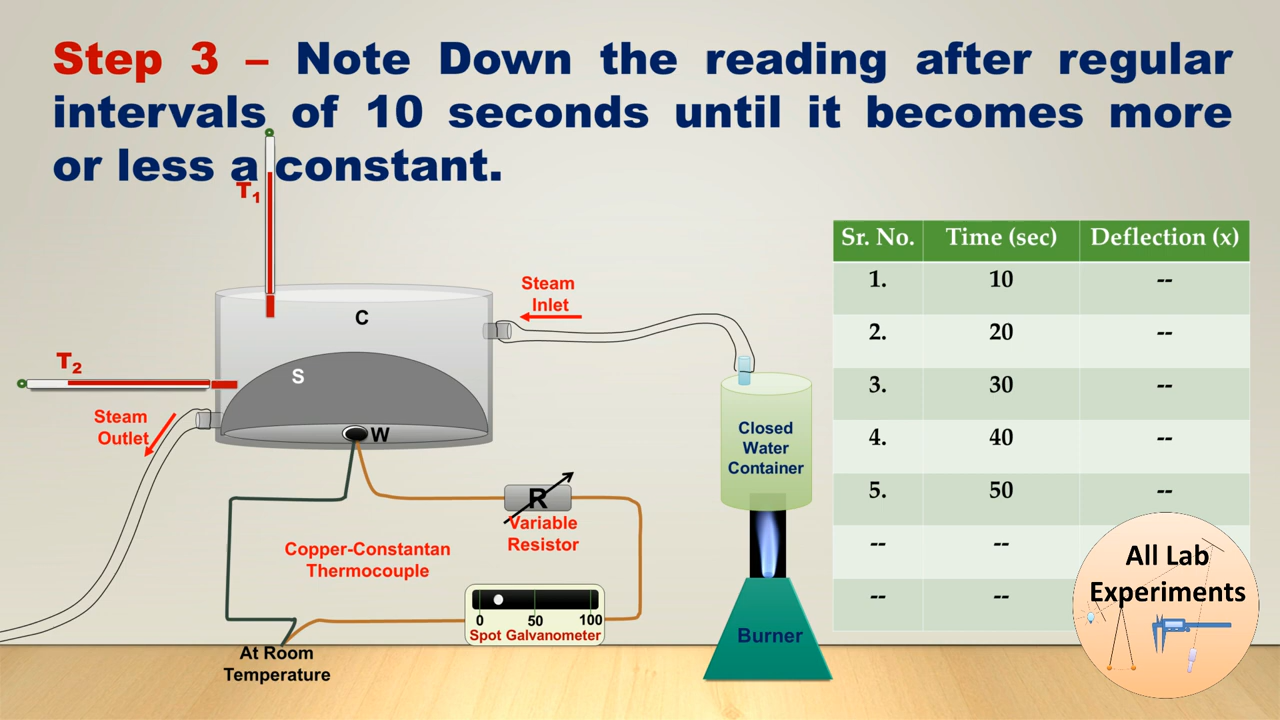 Step 3 – Note Down the reading after regular
intervals of 10 seconds until it becomes more
or less a constant.
T1
Steam
Inlet
C
T2
S
Steam
Outlet
W
R
Variable
Resistor
Copper-Constantan
Thermocouple
0 50 100
Spot Galvanometer
At Room
Temperature
Closed
Water
Container
Burner
Sr. No. Time (sec) Deflection (x)
1. 10 --
2. 20 --
3. 30 --
4. 40 --
5. 50 --
-- --
-- --
All Lab
Experiments